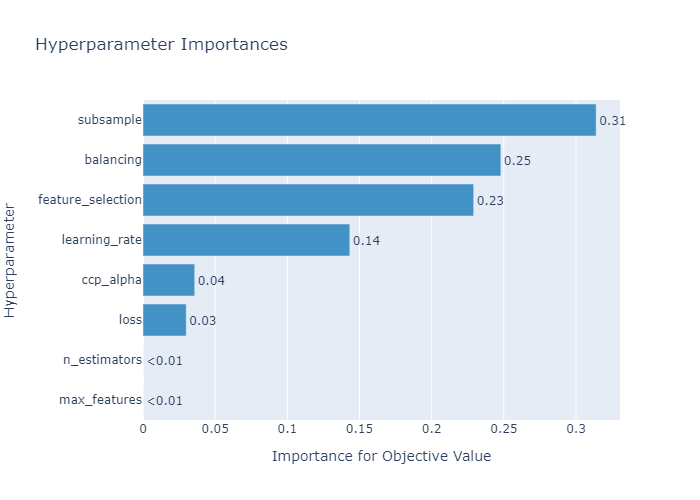 Hyperparameter Importances
Hyperparameter
subsample 0.31
balancing 0.25
feature_selection 0.23
learning_rate 0.14
ccp_alpha 0.04
loss 0.03
n_estimators <0.01
max_features <0.01
0 0.05 0.1 0.15 0.2 0.25 0.3
Importance for Objective Value